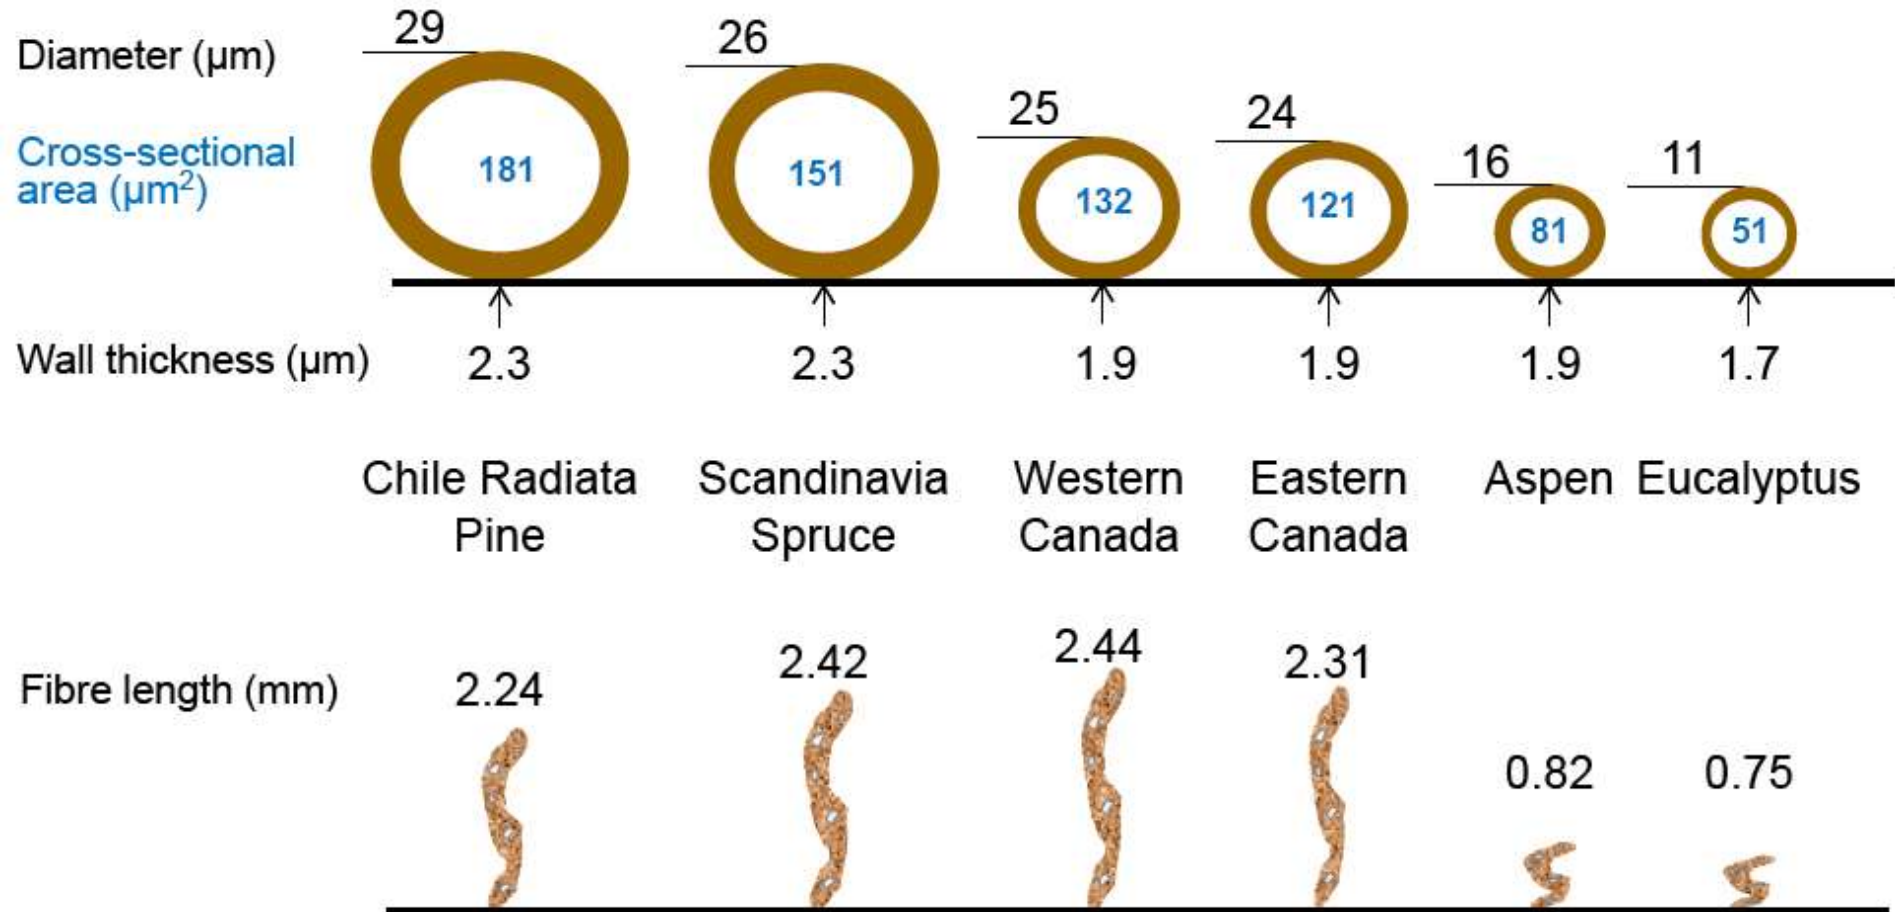 29
26
Diameter (µm)
25
24
Cross-sectional
area (µm²)
16
11
181
151
132
121
81
51
Wall thickness (µm)
2.3
2.3
1.9
1.9
1.9
1.7
Chile Radiata
Pine
Scandinavia
Spruce
Western
Canada
Eastern
Canada
Aspen
Eucalyptus
Fibre length (mm)
2.24
2.42
2.44
2.31
0.82
0.75